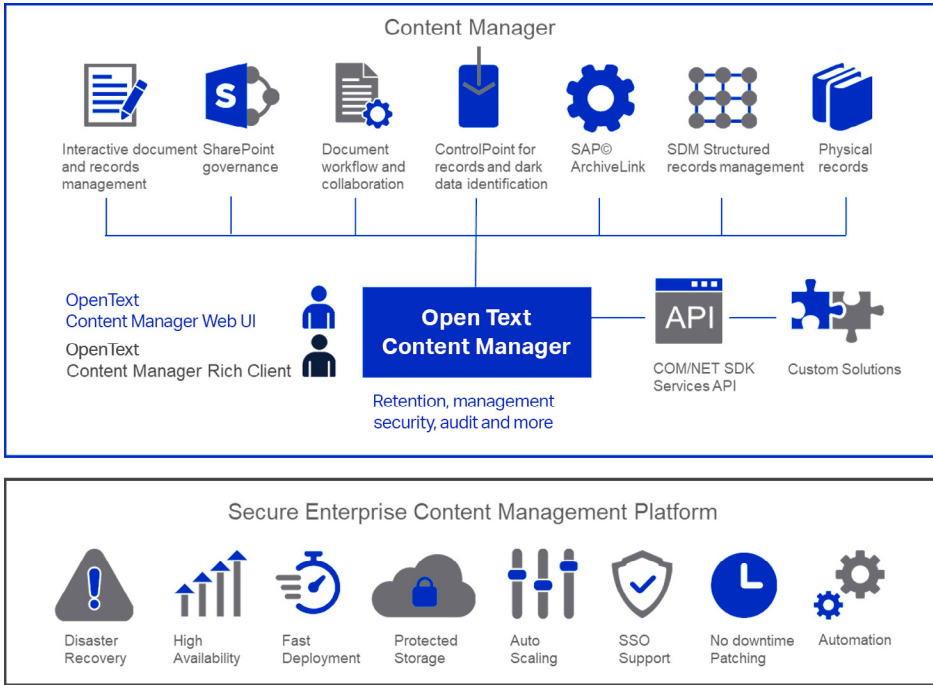 Content Manager
Interactive document
and records
management
SharePoint
governance
Document
workflow and
collaboration
ControlPoint for
records and dark
data identification
SAP©
ArchiveLink
SDM Structured
records management
Physical
records
S
OpenText
Content Manager Web UI
OpenText
Content Manager Rich Client
Open Text
Content Manager
Retention, management
security, audit and more
API
COM/NET SDK
Services API
Custom Solutions
Secure Enterprise Content Management Platform
Disaster
Recovery
High
Availability
Fast
Deployment
Protected
Storage
Auto
Scaling
SSO
Support
No downtime
Patching
Automation